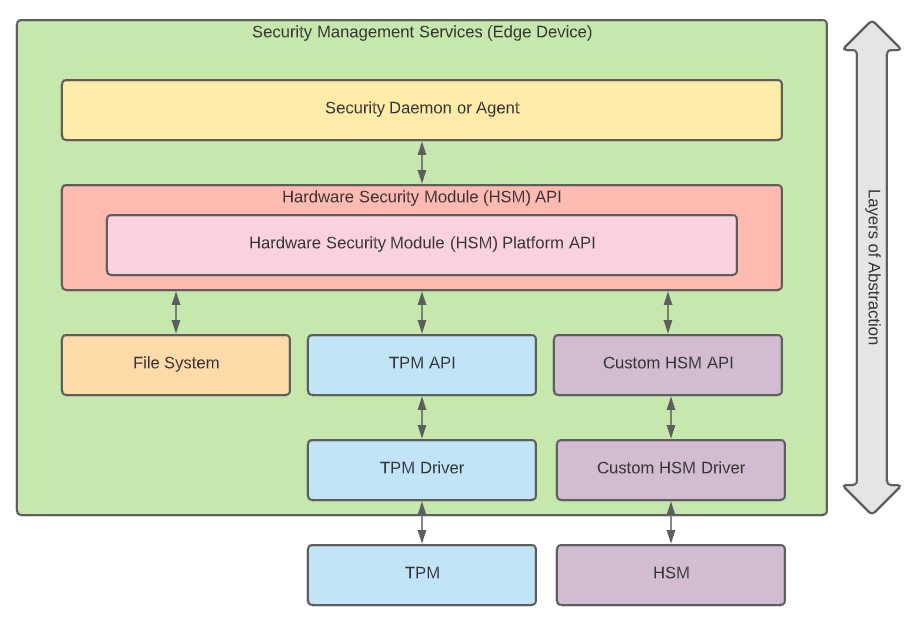 Security Management Services (Edge Device)
Security Daemon or Agent
Hardware Security Module (HSM) API
Hardware Security Module (HSM) Platform API
File System
TPM API
Custom HSM API
TPM Driver
Custom HSM Driver
TPM
HSM
Layers of Abstraction